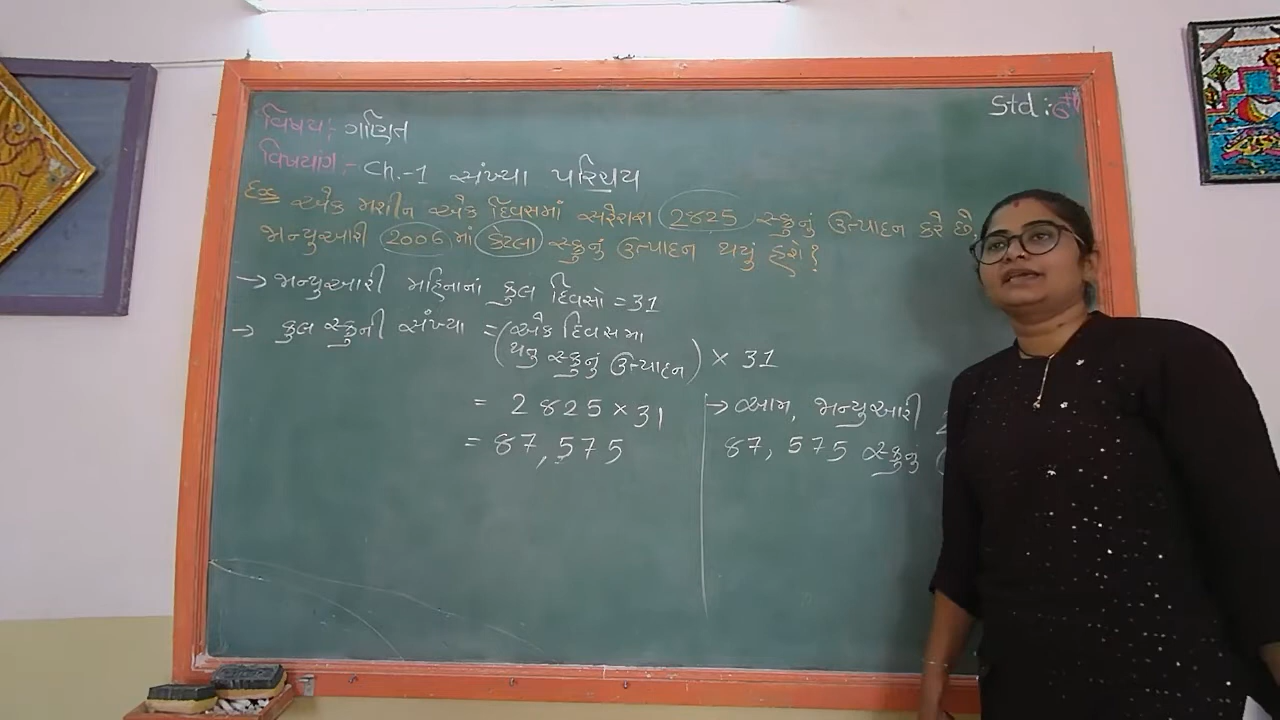 Std :
વિષય :- ગણિત
વિષયાંગ :- Ch.-1 સંખ્યા પરિચય
એક મશીન એક દિવસમાં સરેરાશ 2825 સ્ક્રુનું ઉત્પાદન કરે છે,
જાન્યુઆરી 2006 માં કેટલા સ્ક્રુનું ઉત્પાદન થયું હશે?
→ જાન્યુઆરી મહિનાનાં કુલ દિવસો = 31
→ કુલ સ્ક્રુની સંખ્યા = (એક દિવસમા
થતુ સ્ક્રુનું ઉત્પાદન) × 31
= 2825 × 31
= 87,575
→ આમ, જાન્યુઆરી 2
87, 575 સ્ક્રુનુ